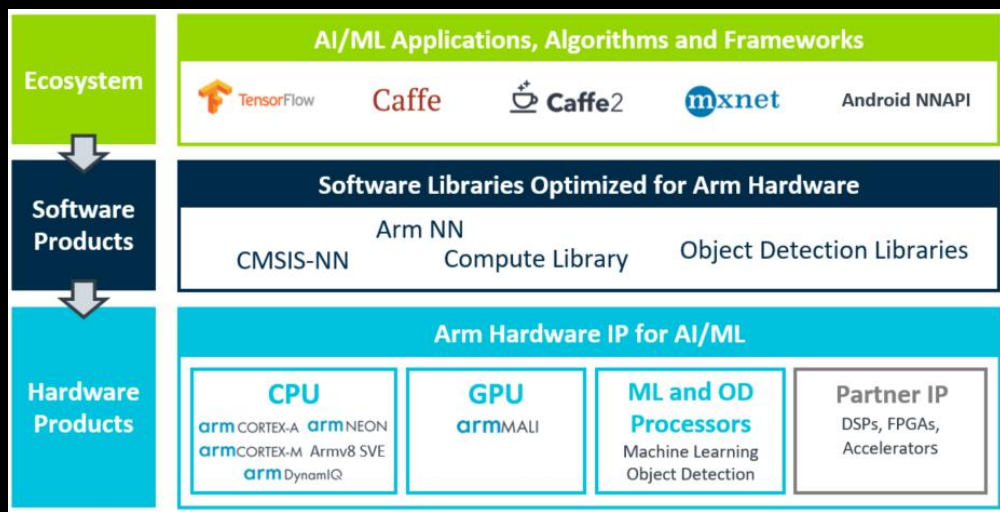 Ecosystem
AI/ML Applications, Algorithms and Frameworks
TensorFlow
Caffe
Caffe2
mxnet
Android NNAPI
Software
Products
Software Libraries Optimized for Arm Hardware
Arm NN
CMSIS-NN
Compute Library
Object Detection Libraries
Hardware
Products
Arm Hardware IP for AI/ML
CPU
arm CORTEX-A arm NEON
arm CORTEX-M Armv8 SVE
arm DynamIQ
GPU
arm MALI
ML and OD
Processors
Machine Learning
Object Detection
Partner IP
DSPs, FPGAs,
Accelerators